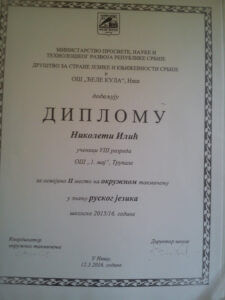 МИНИСТАРСТВО ПРОСВЕТЕ, НАУКЕ И
ТЕХНОЛОШКОГ РАЗВОЈА РЕПУБЛИКЕ СРБИЈЕ
ДРУШТВО ЗА СТРАНЕ ЈЕЗИКЕ И КЊИЖЕВНОСТИ СРБИЈЕ
и ОШ „ЋЕЛЕ КУЛА“, Ниш
додељују
ДИПЛОМУ
Николети Илић
ученици VIII разреда
ОШ „1. мај“, Трупале
за освојено II место на окружном такмичењу
у знању руског језика
школске 2015/16. године
Координатор
окружног такмичења
Директор школе
У Нишу,
12.3.2016. године